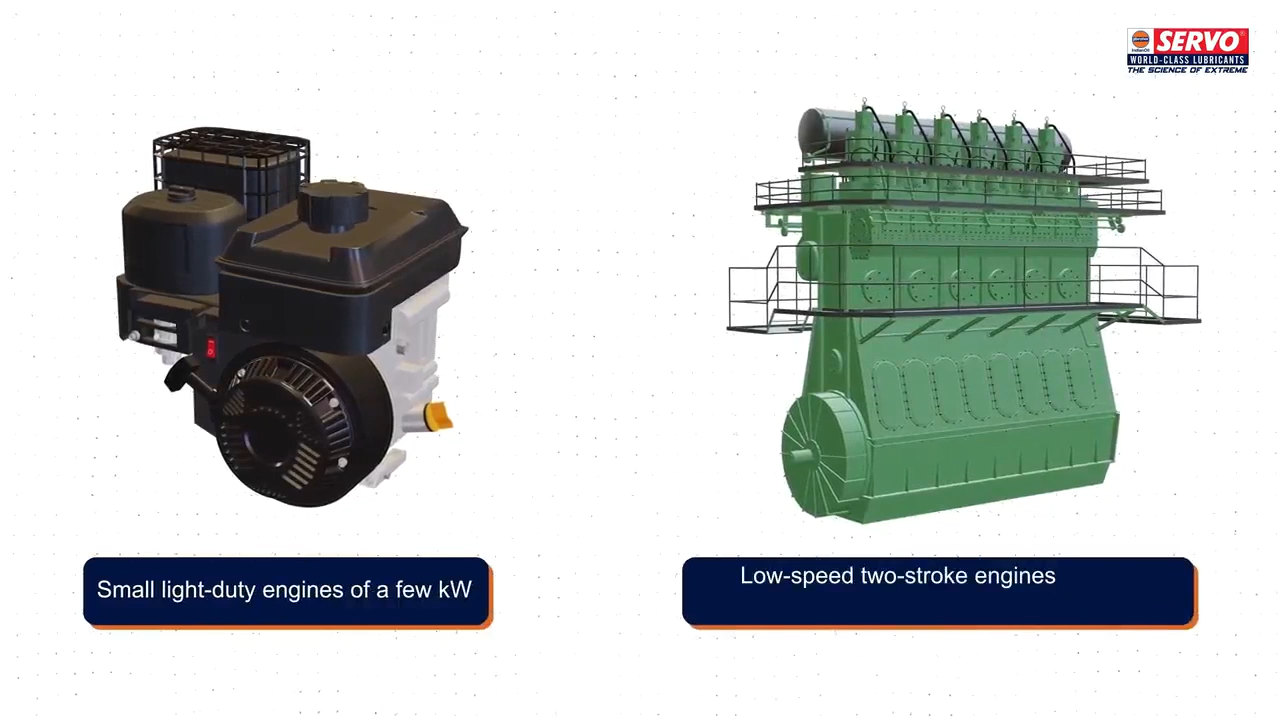 SERVO
IndianOil
WORLD-CLASS LUBRICANTS
THE SCIENCE OF EXTREME
Small light-duty engines of a few kW
Low-speed two-stroke engines